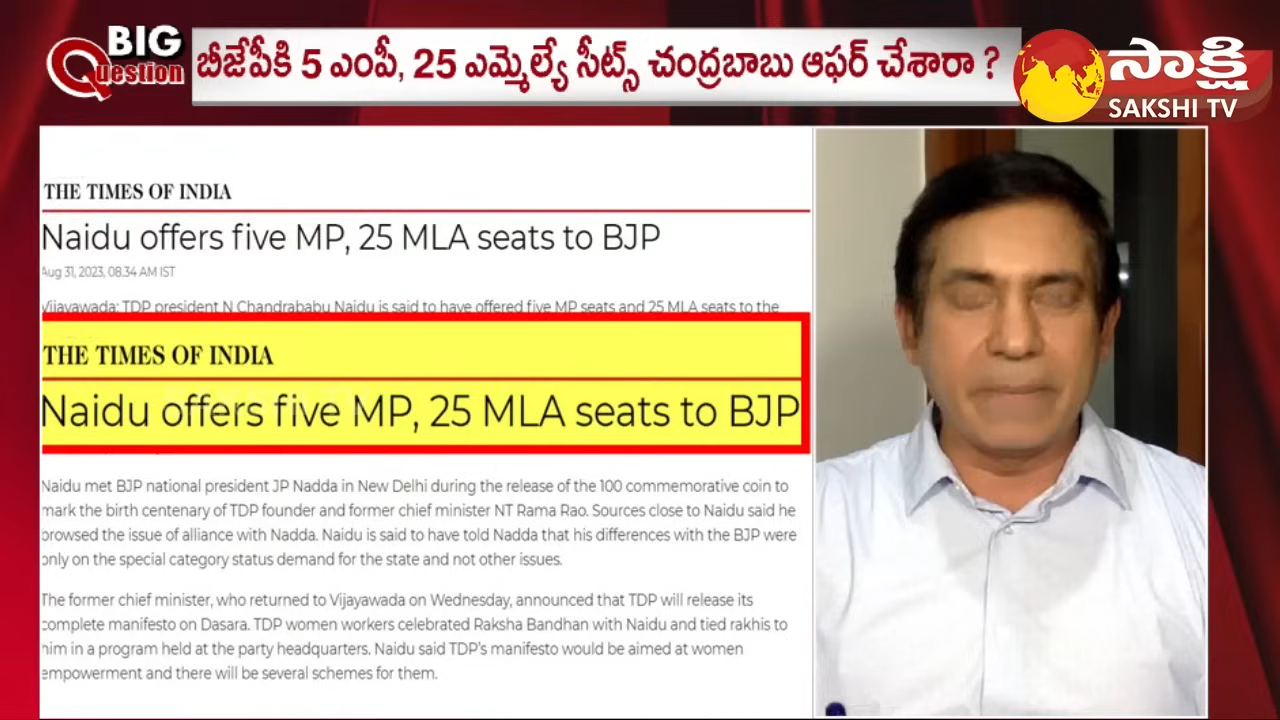 BIG
Question
బీజేపీకి 5 ఎంపీ, 25 ఎమ్మెల్యే సీట్స్ చంద్రబాబు ఆఫర్ చేశారా ?
సాక్షి
SAKSHI TV
THE TIMES OF INDIA
Naidu offers five MP, 25 MLA seats to BJP
Aug 31, 2023, 08.34 AM IST
Vijayawada: TDP president N Chandrababu Naidu is said to have offered five MP seats and 25 MLA seats to the
THE TIMES OF INDIA
Naidu offers five MP, 25 MLA seats to BJP
Naidu met BJP national president JP Nadda in New Delhi during the release of the 100 commemorative coin to
mark the birth centenary of TDP founder and former chief minister NT Rama Rao. Sources close to Naidu said he
browsed the issue of alliance with Nadda. Naidu is said to have told Nadda that his differences with the BJP were
only on the special category status demand for the state and not other issues.
The former chief minister, who returned to Vijayawada on Wednesday, announced that TDP will release its
complete manifesto on Dasara. TDP women workers celebrated Raksha Bandhan with Naidu and tied rakhis to
him in a program held at the party headquarters. Naidu said TDP's manifesto would be aimed at women
empowerment and there will be several schemes for them.